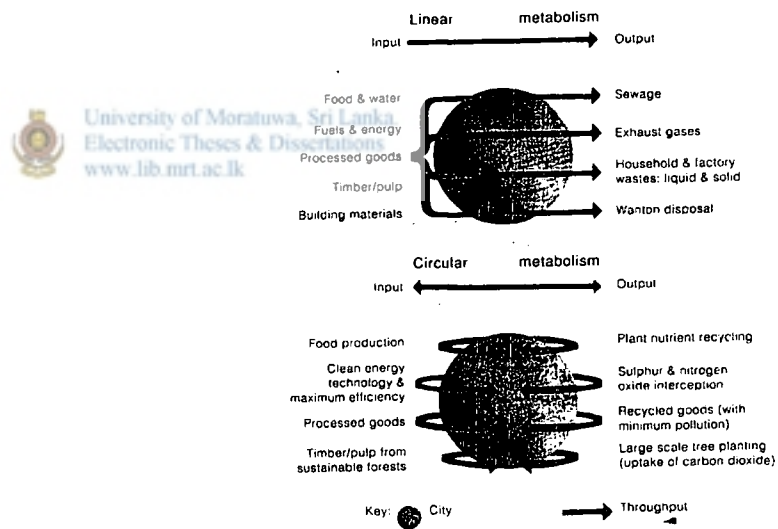 Linear metabolism
Input Output
Food & water
Fuels & energy
Processed goods
Timber/pulp
Building materials
Sewage
Exhaust gases
Household & factory
wastes: liquid & solid
Wanton disposal
University of Moratuwa, Sri Lanka.
Electronic Theses & Dissertations
www.lib.mrt.ac.lk
Circular metabolism
Input Output
Food production
Clean energy
technology &
maximum efficiency
Processed goods
Timber/pulp from
sustainable forests
Plant nutrient recycling
Sulphur & nitrogen
oxide interception
Recycled goods (with
minimum pollution)
Large scale tree planting
(uptake of carbon dioxide)
Key: City Throughput